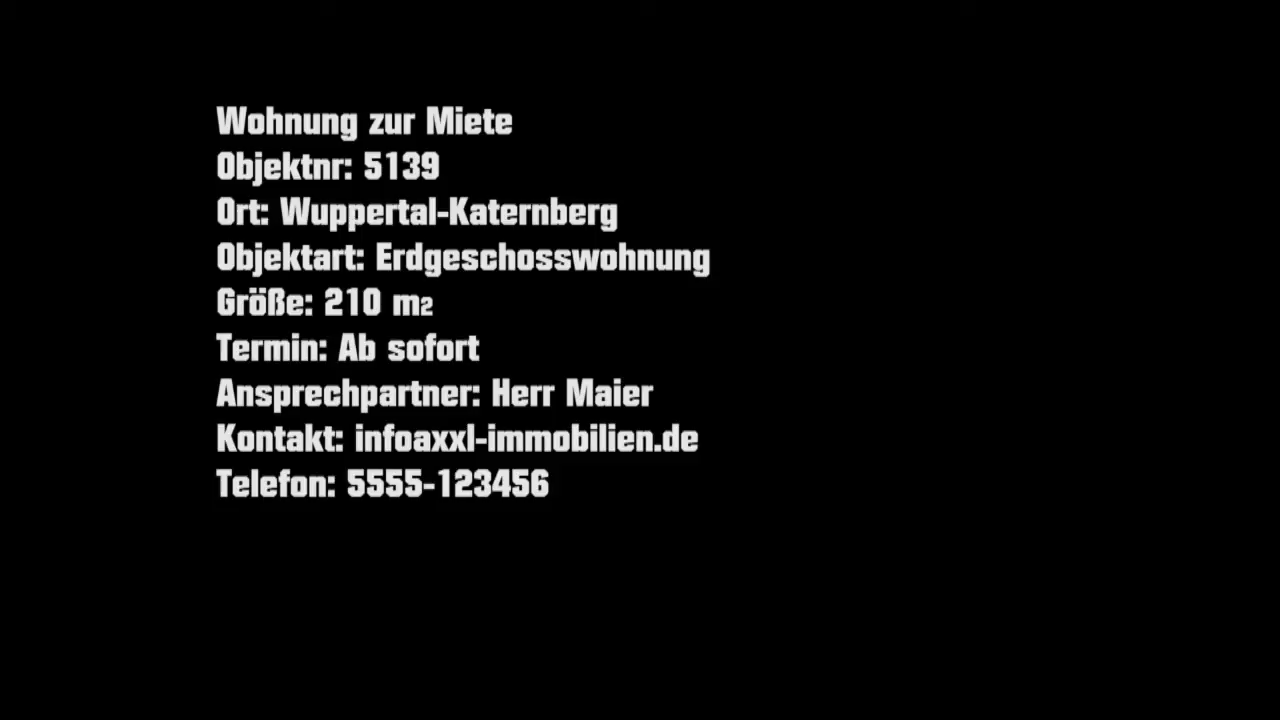 Wohnung zur Miete
Objektnr: 5139
Ort: Wuppertal-Katernberg
Objektart: Erdgeschosswohnung
Größe: 210 m2
Termin: Ab sofort
Ansprechpartner: Herr Maier
Kontakt: infoaxxl-immobilien.de
Telefon: 5555-123456